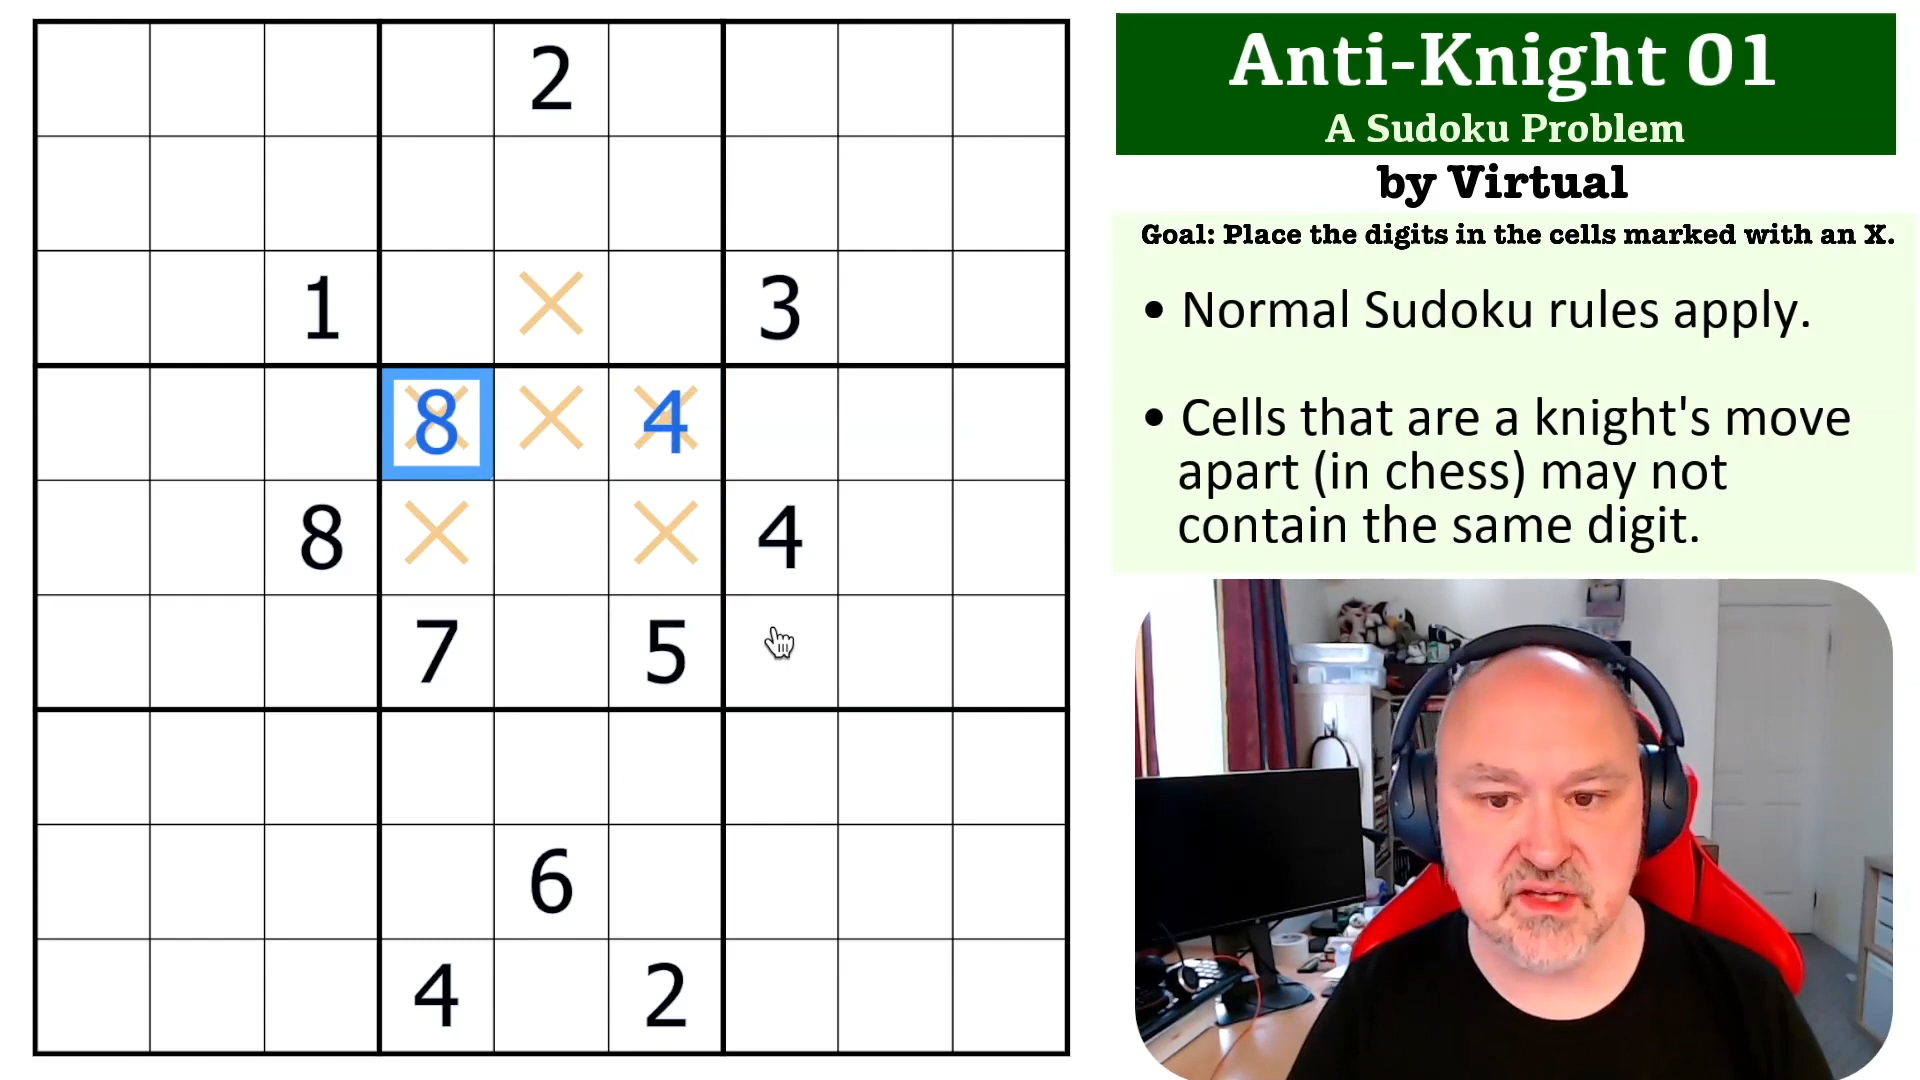 2
1 3
8 4
8 4
7 5
6
4 2
Anti-Knight 01
A Sudoku Problem
by Virtual
Goal: Place the digits in the cells marked with an X.
• Normal Sudoku rules apply.
• Cells that are a knight's move
apart (in chess) may not
contain the same digit.